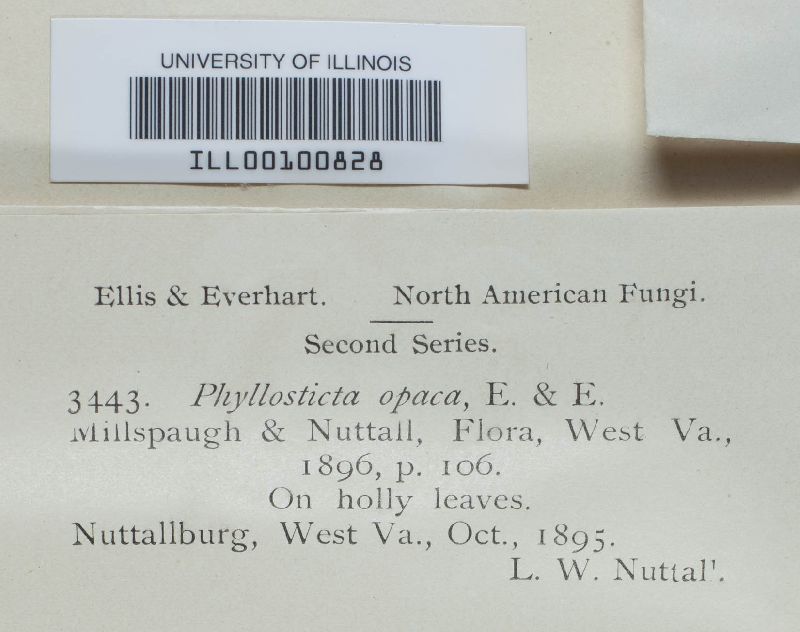 UNIVERSITY OF ILLINOIS
ILL00100828
Ellis & Everhart. North American Fungi.
Second Series.
3443. Phyllosticta opaca, E. & E.
Millspaugh & Nuttall, Flora, West Va.,
1896, p. 106.
On holly leaves.
Nuttallburg, West Va., Oct., 1895.
L. W. Nuttall.